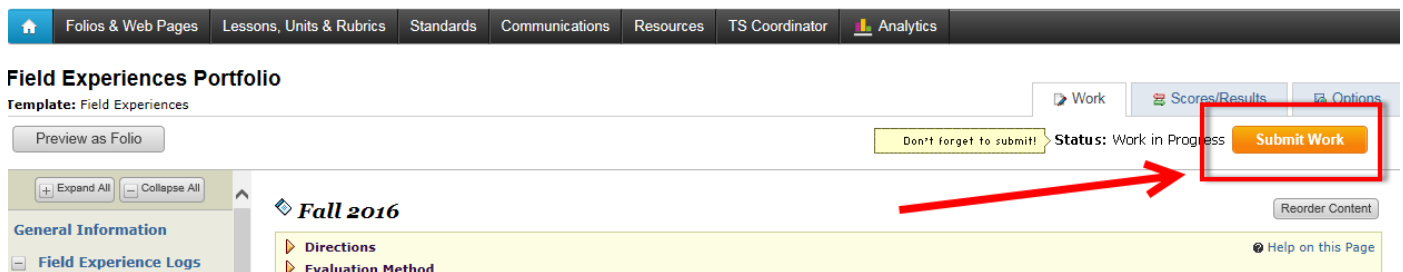 Folios & Web Pages Lessons, Units & Rubrics Standards Communications Resources TS Coordinator Analytics
Field Experiences Portfolio
Template: Field Experiences
Work Scores/Results Options
Preview as Folio
Don't forget to submit! Status: Work in Progress Submit Work
Expand All Collapse All
Fall 2016
Reorder Content
General Information
Directions
Help on this Page
Field Experience Logs
Evaluation Method